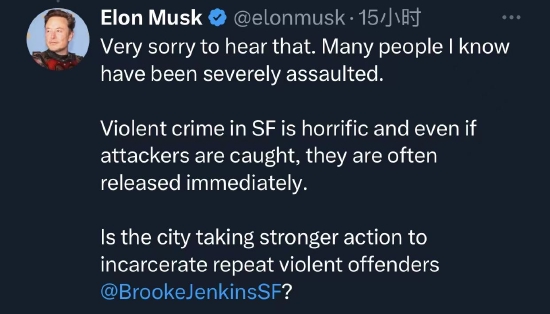 Elon Musk @elonmusk · 15小时
Very sorry to hear that. Many people I know
have been severely assaulted.
Violent crime in SF is horrific and even if
attackers are caught, they are often
released immediately.
Is the city taking stronger action to
incarcerate repeat violent offenders
@BrookeJenkinsSF?